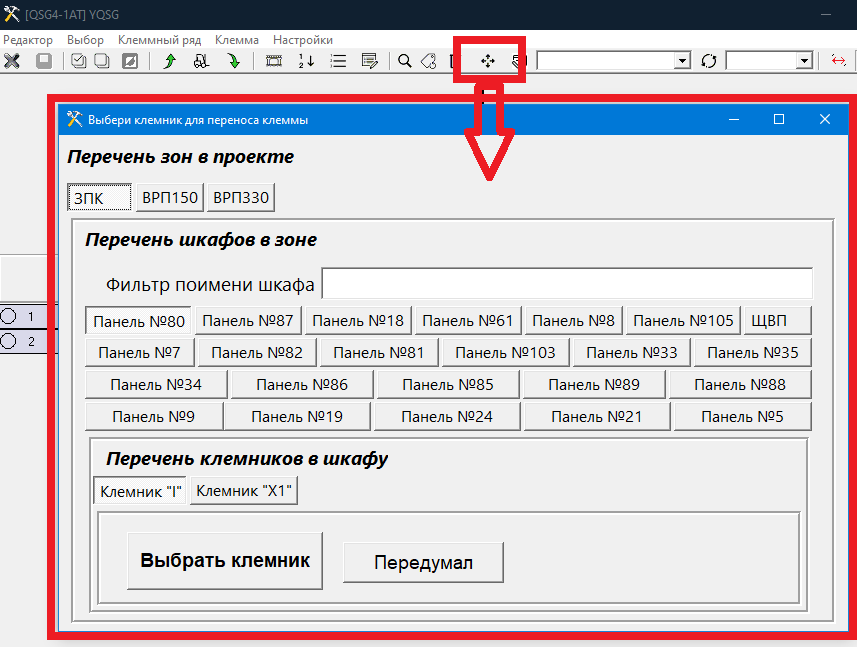 [QSG4-1AT] YQSG
Редактор Выбор Клеммный ряд Клемма Настройки
1
2
Выбери клемник для переноса клеммы
Перечень зон в проекте
ЗПК ВРП150 ВРП330
Перечень шкафов в зоне
Фильтр поимени шкафа
Панель №80 Панель №87 Панель №18 Панель №61 Панель №8 Панель №105 ЩВП
Панель №7 Панель №82 Панель №81 Панель №103 Панель №33 Панель №35
Панель №34 Панель №86 Панель №85 Панель №89 Панель №88
Панель №9 Панель №19 Панель №24 Панель №21 Панель №5
Перечень клемников в шкафу
Клемник "I" Клемник "X1"
Выбрать клемник Передумал
1
2